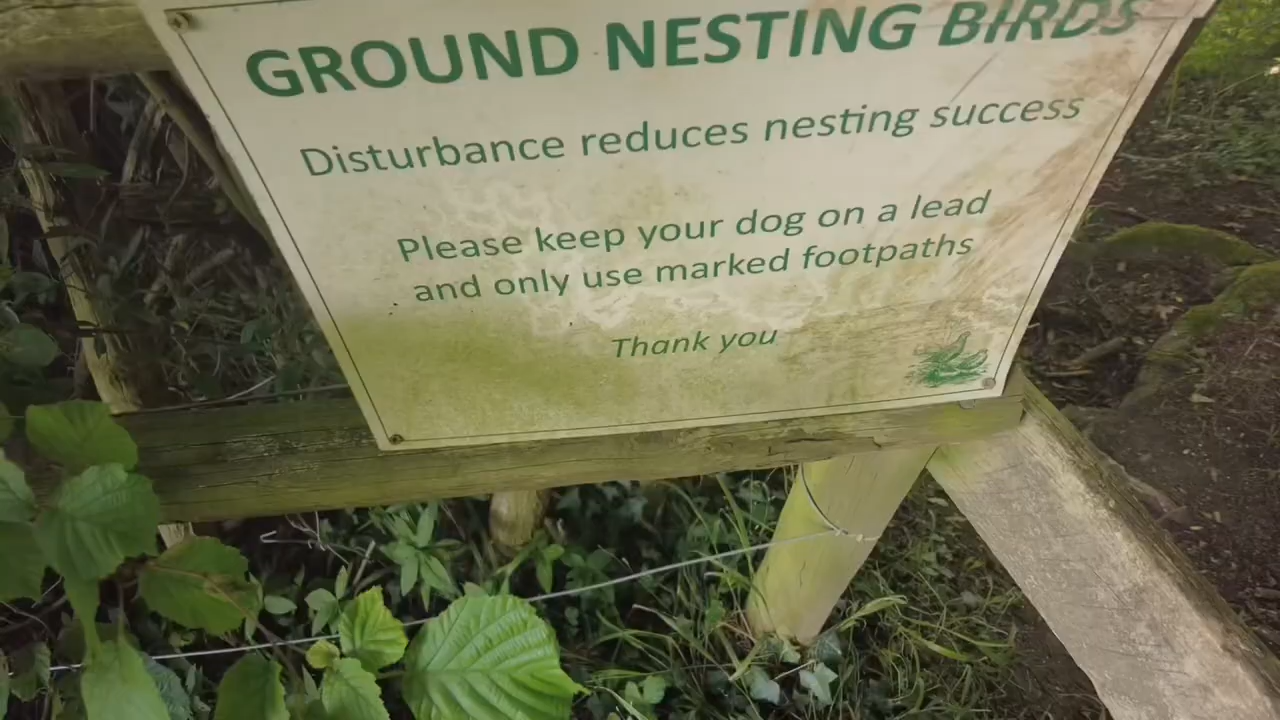 GROUND NESTING BIRDS
Disturbance reduces nesting success
Please keep your dog on a lead
and only use marked footpaths
Thank you